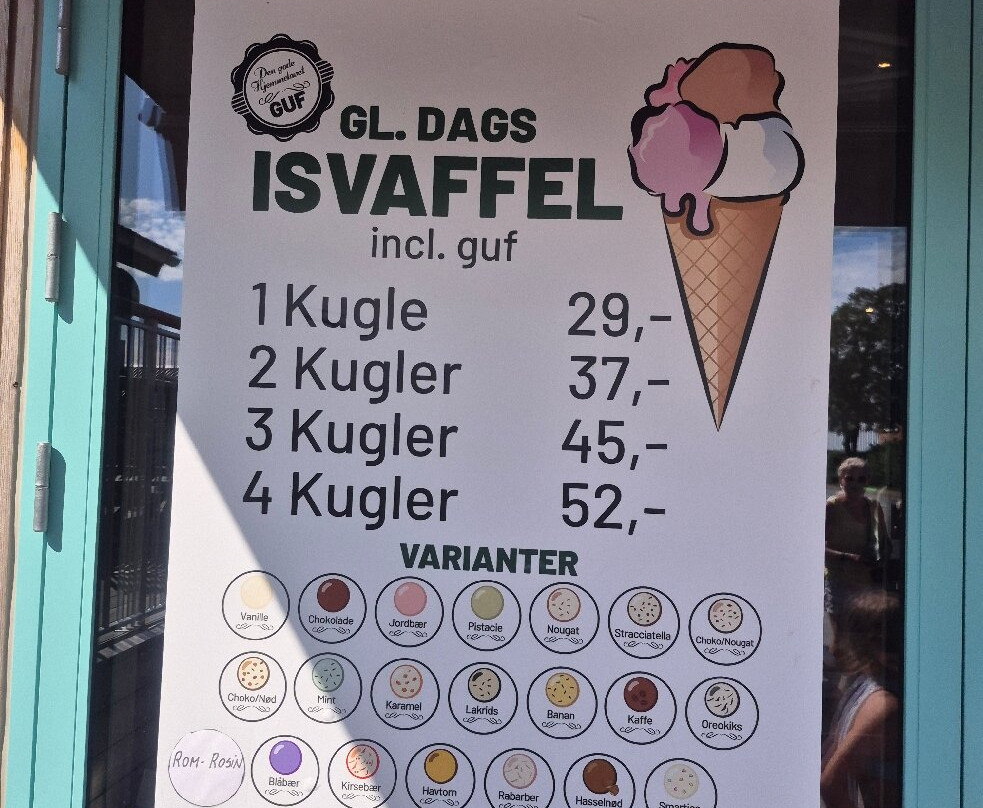 Den gode
Hjemmelavet
GUF
GL. DAGS
ISVAFFEL
incl. guf
1 Kugle 29,-
2 Kugler 37,-
3 Kugler 45,-
4 Kugler 52,-
VARIANTER
Vanille Chokolade Jordbær Pistacie Nougat Stracciatella Choko/Nougat
Choko/Nød Mint Karamel Lakrids Banan Kaffe Oreokiks
ROM-ROSIN Blåbær Kirsebær Havtorn Rabarber Hasselnød Smarties